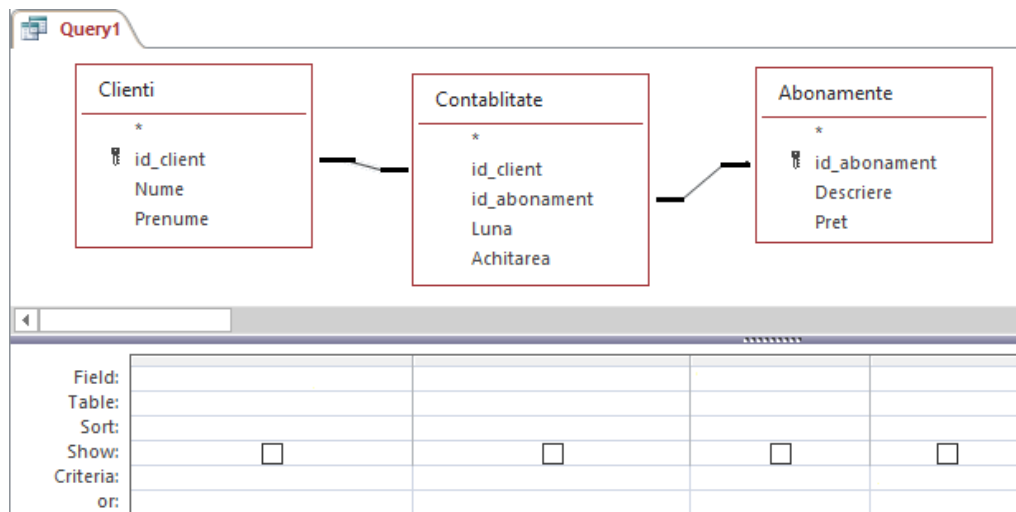 Query1
Clienti
*
id_client
Nume
Prenume
Contablitate
*
id_client
id_abonament
Luna
Achitarea
Abonamente
*
id_abonament
Descriere
Pret
Field:
Table:
Sort:
Show:
Criteria:
or: